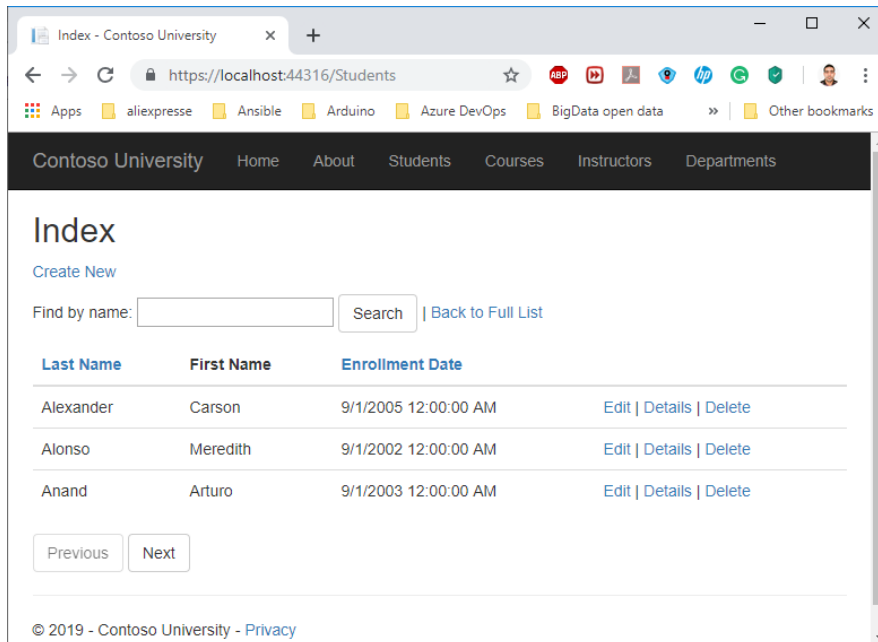 Index - Contoso University
https://localhost:44316/Students ABP hp G
Apps aliexpresse Ansible Arduino Azure DevOps BigData open data » Other bookmarks
Contoso University Home About Students Courses Instructors Departments
Index
Create New
Find by name: Search | Back to Full List
Last Name First Name Enrollment Date
Alexander Carson 9/1/2005 12:00:00 AM Edit | Details | Delete
Alonso Meredith 9/1/2002 12:00:00 AM Edit | Details | Delete
Anand Arturo 9/1/2003 12:00:00 AM Edit | Details | Delete
Previous Next
© 2019 - Contoso University - Privacy